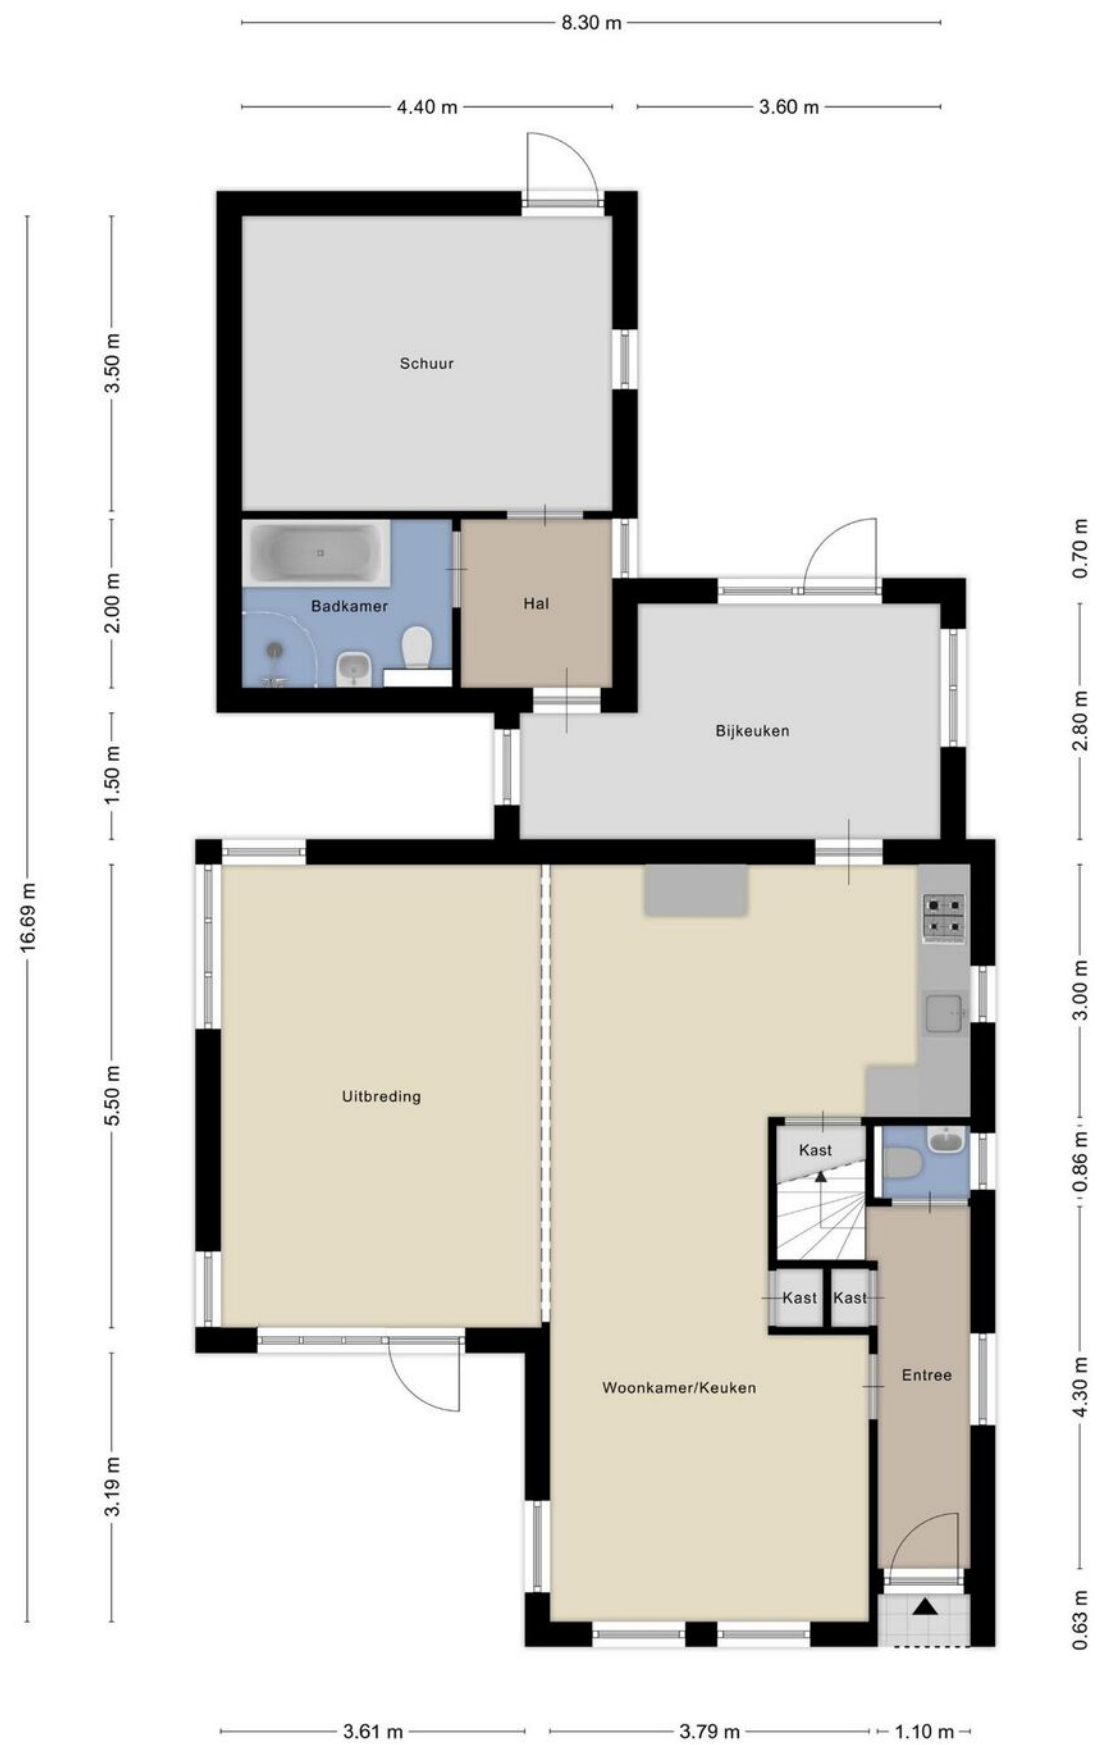 8.30 m
4.40 m
3.60 m
3.50 m
Schuur
0.70 m
2.00 m
Badkamer
Hal
2.80 m
Bijkeuken
1.50 m
16.69 m
3.00 m
5.50 m
Uitbreding
Kast
0.86 m
Kast
Kast
Entree
4.30 m
Woonkamer/Keuken
3.19 m
0.63 m
3.61 m
3.79 m
1.10 m